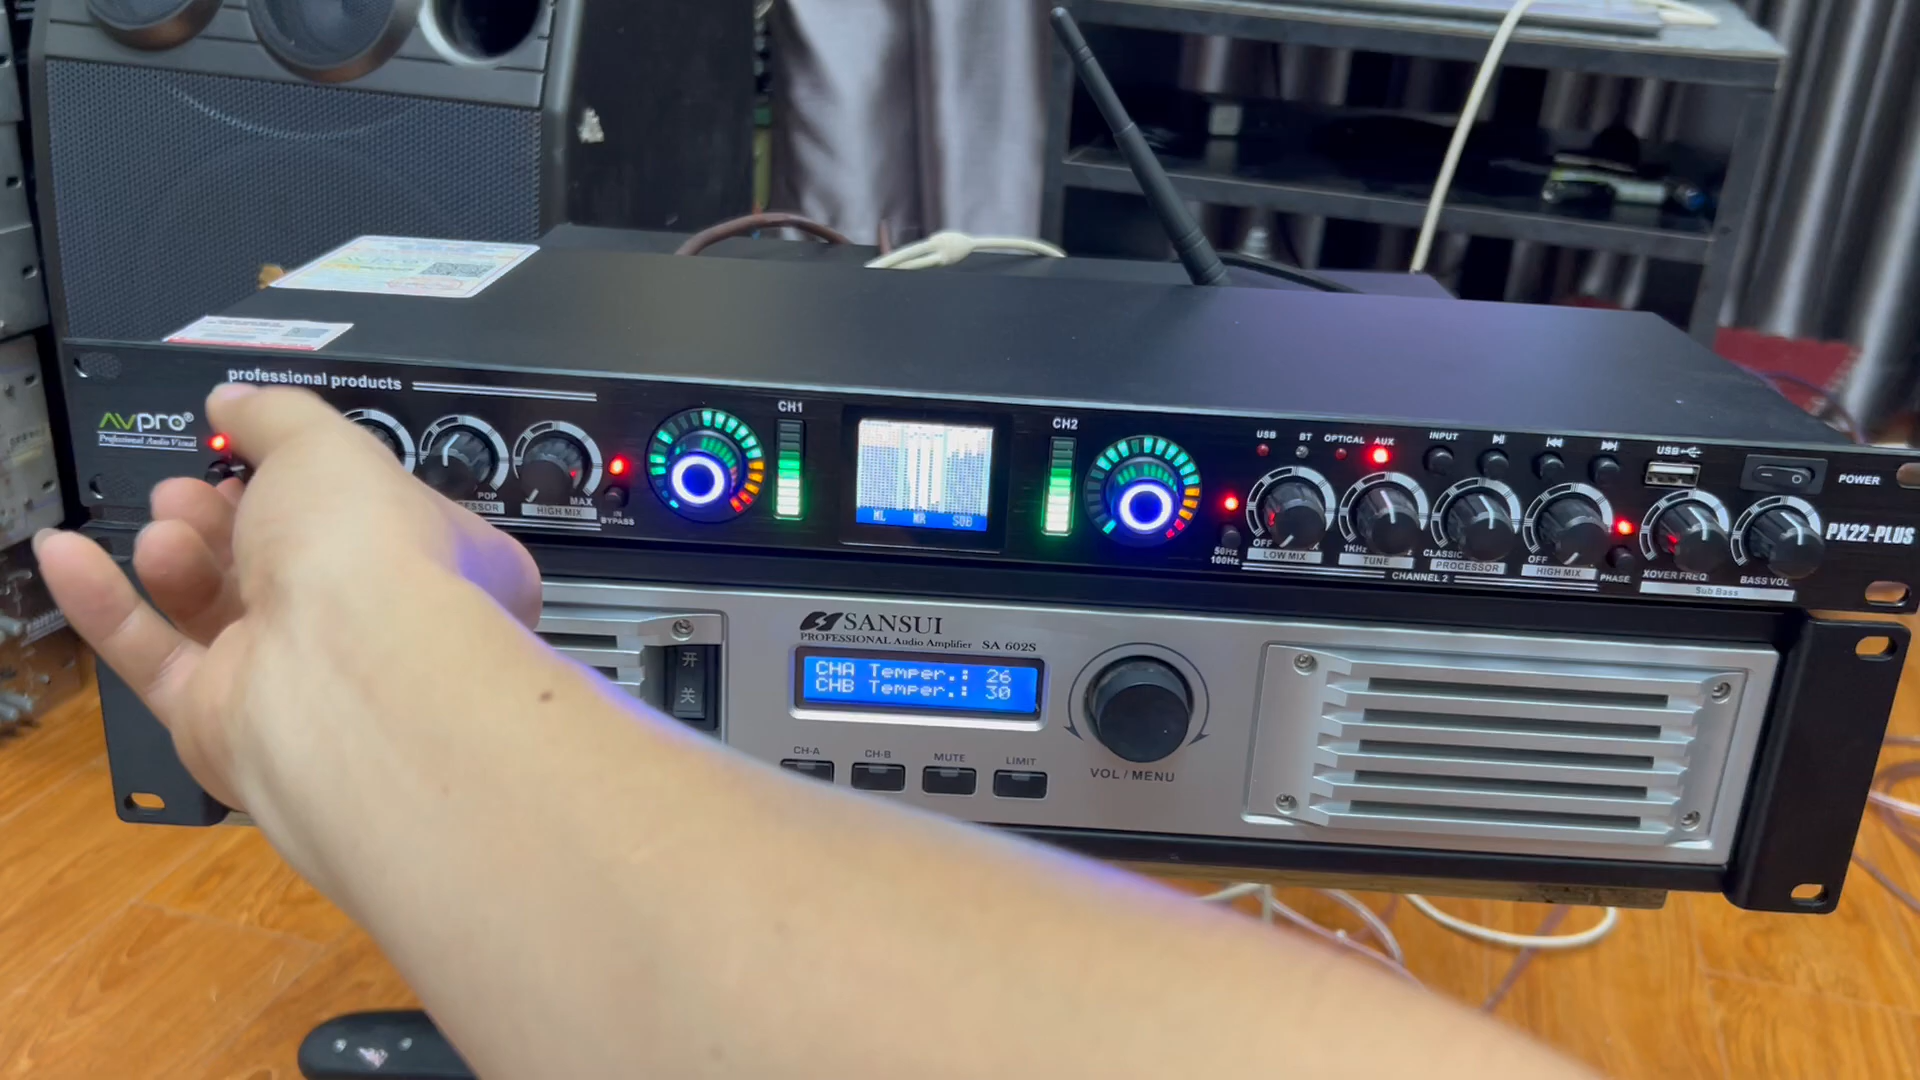 professional products
AVpro®
Professional Audio Visual
POP
HIGH MIX
MAX
IN
BYPASS
CH1
ML MR SUB
CH2
USB BT OPTICAL AUX
INPUT
USB
POWER
50Hz
100Hz
OFF
LOW MIX
1KHz
TUNE
CLASSIC
PROCESSOR
OFF
HIGH MIX
CHANNEL 2
PHASE
XOVER FREQ
BASS VOL
Sub Bass
PX22-PLUS
SANSUI
PROFESSIONAL Audio Amplifier SA 602S
开
关
CHA Temper.: 26
CHB Temper.: 30
CH-A CH-B MUTE LIMIT
VOL / MENU